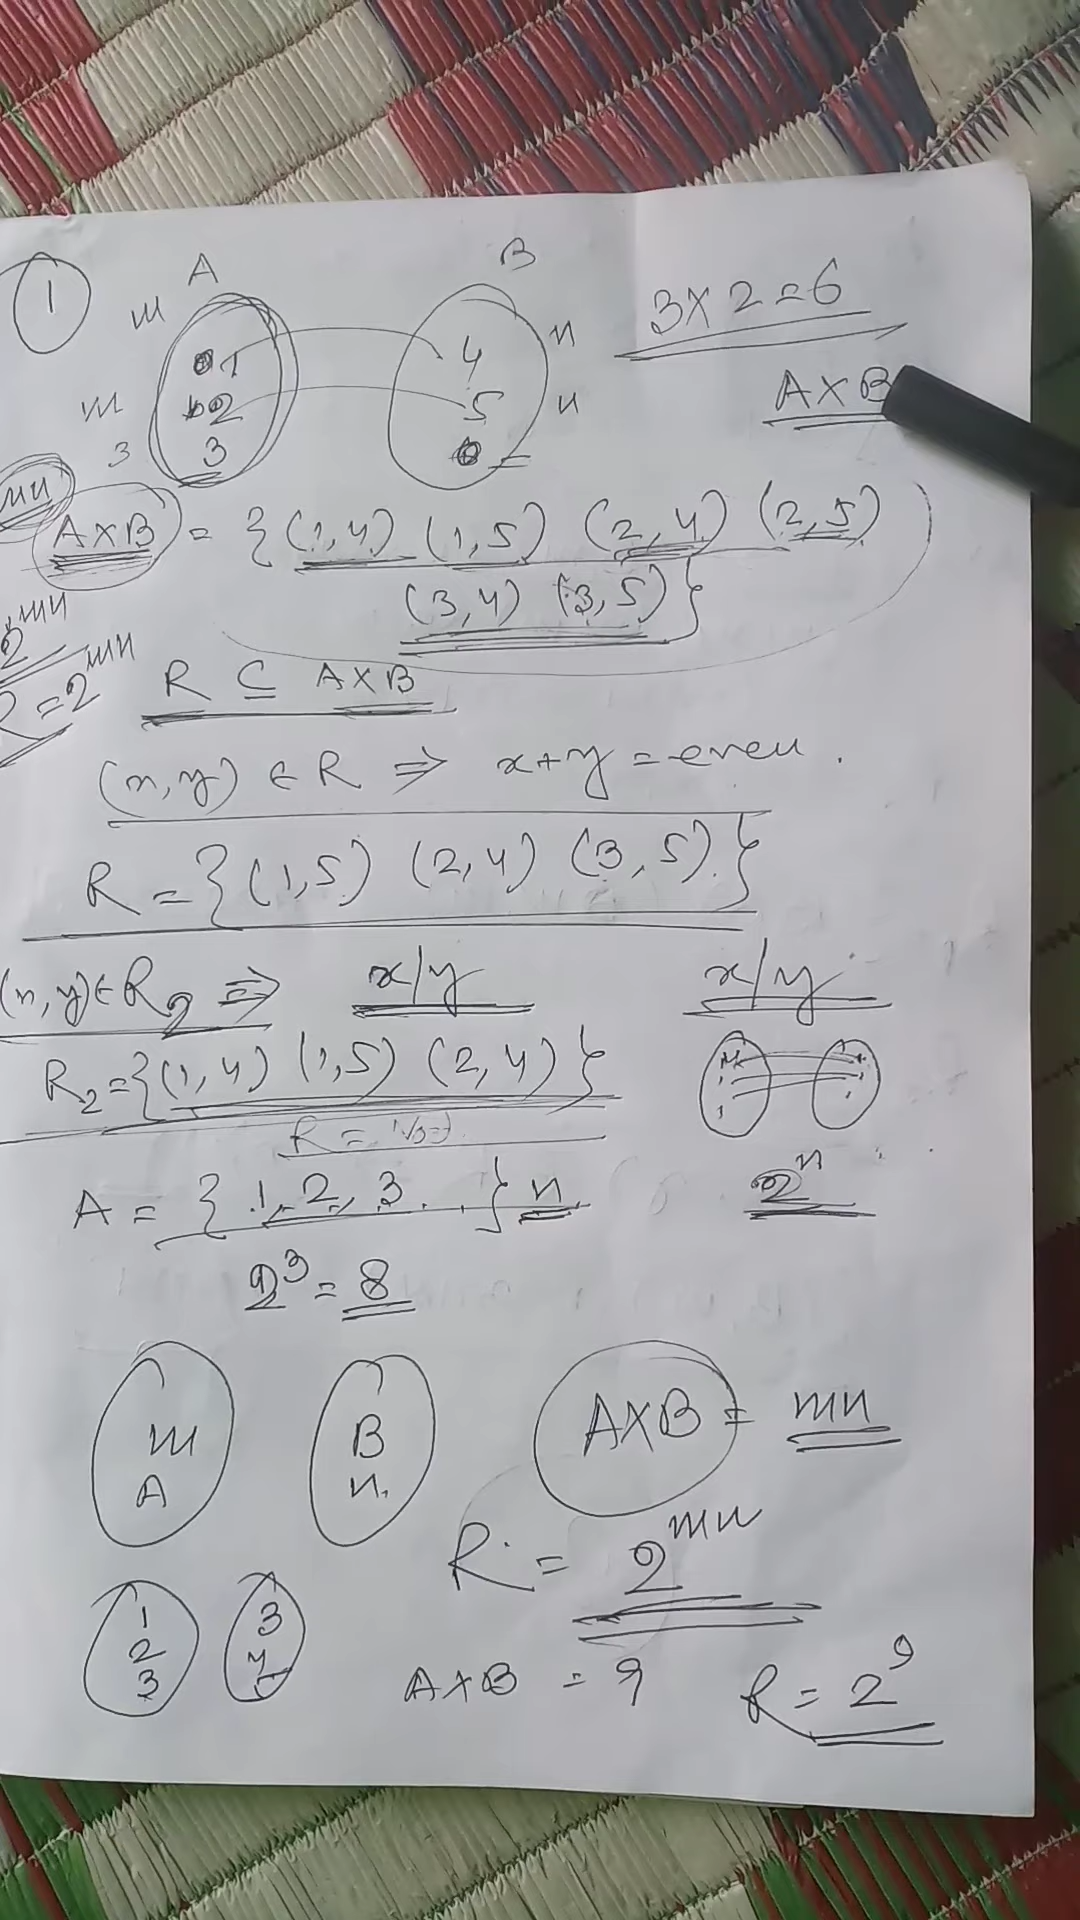 1
A B
m n
1 4
m 2 5 n
3 3
3 × 2 = 6
A × B
mn
A×B = { (1,4) (1,5) (2,4) (2,5)
(3,4) (3,5) }
2^mn
R = 2^mn
R ⊆ A×B
(x,y) ∈ R ⇒ x+y = even.
R = { (1,5) (2,4) (3,5) }
(x,y) ∈ R2 ⇒ x/y x/y
R2 = { (1,4) (1,5) (2,4) }
R =
A = { 1, 2, 3 . . } n 2^n
2^3 = 8
m B A×B = mn
A n.
R = 2^mn
1 3
2 4
3 5
A×B = 9 R = 2^9